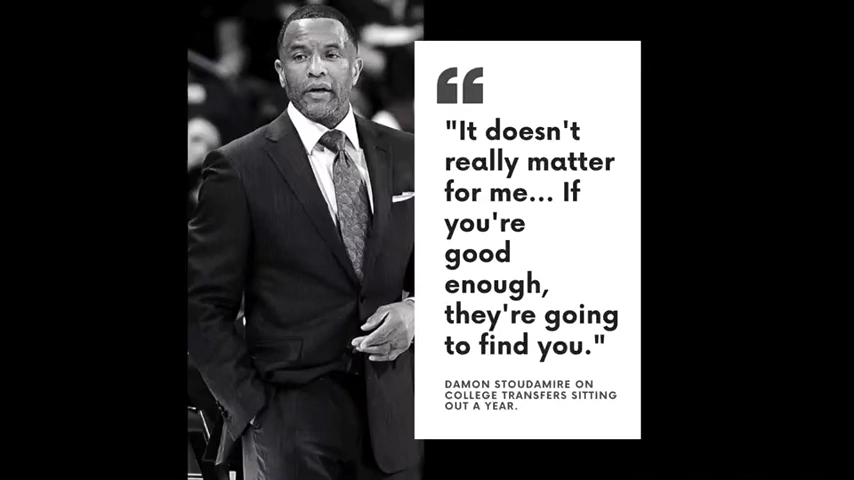 "It doesn't
really matter
for me... If
you're
good
enough,
they're going
to find you."
DAMON STOUDAMIRE ON
COLLEGE TRANSFERS SITTING
OUT A YEAR.